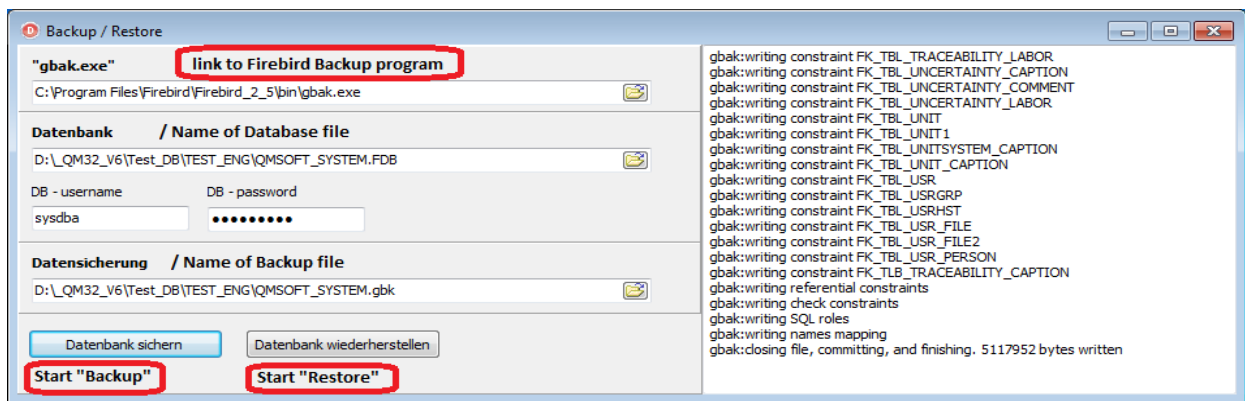 Backup / Restore
"gbak.exe" link to Firebird Backup program
C:\Program Files\Firebird\Firebird_2_5\bin\gbak.exe
Datenbank / Name of Database file
D:\_QM32_V6\Test_DB\TEST_ENG\QMSOFT_SYSTEM.FDB
DB - username DB - password
sysdba •••••••••
Datensicherung / Name of Backup file
D:\_QM32_V6\Test_DB\TEST_ENG\QMSOFT_SYSTEM.gbk
Datenbank sichern Datenbank wiederherstellen
Start "Backup" Start "Restore"
gbak:writing constraint FK_TBL_TRACEABILITY_LABOR
gbak:writing constraint FK_TBL_UNCERTAINTY_CAPTION
gbak:writing constraint FK_TBL_UNCERTAINTY_COMMENT
gbak:writing constraint FK_TBL_UNCERTAINTY_LABOR
gbak:writing constraint FK_TBL_UNIT
gbak:writing constraint FK_TBL_UNIT1
gbak:writing constraint FK_TBL_UNITSYSTEM_CAPTION
gbak:writing constraint FK_TBL_UNIT_CAPTION
gbak:writing constraint FK_TBL_USR
gbak:writing constraint FK_TBL_USRGRP
gbak:writing constraint FK_TBL_USRHST
gbak:writing constraint FK_TBL_USR_FILE
gbak:writing constraint FK_TBL_USR_FILE2
gbak:writing constraint FK_TBL_USR_PERSON
gbak:writing constraint FK_TLB_TRACEABILITY_CAPTION
gbak:writing referential constraints
gbak:writing check constraints
gbak:writing SQL roles
gbak:writing names mapping
gbak:closing file, committing, and finishing. 5117952 bytes written